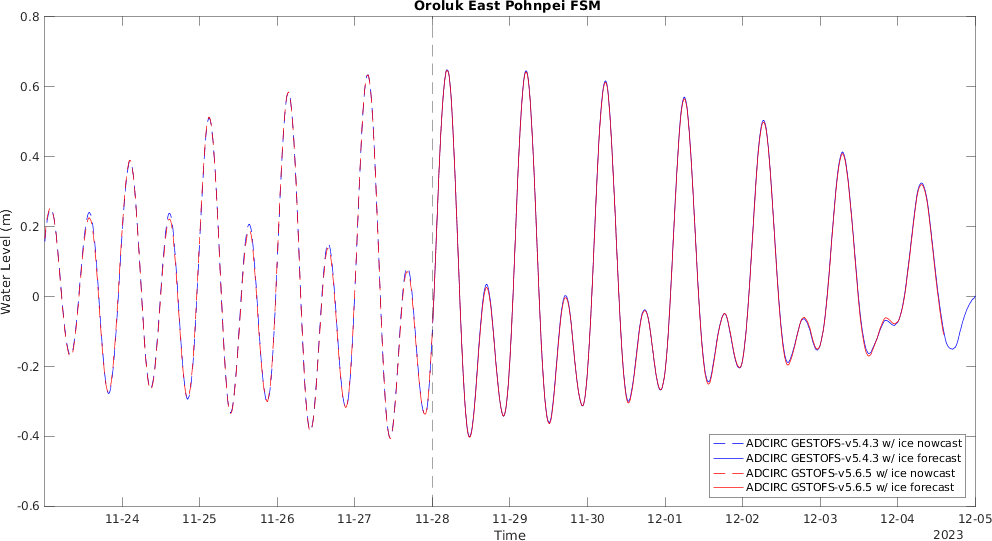 Oroluk East Pohnpei FSM
0.8
0.6
0.4
0.2
0
-0.2
-0.4
-0.6
Water Level (m)
ADCIRC GESTOFS-v5.4.3 w/ ice nowcast
ADCIRC GESTOFS-v5.4.3 w/ ice forecast
ADCIRC GSTOFS-v5.6.5 w/ ice nowcast
ADCIRC GSTOFS-v5.6.5 w/ ice forecast
11-24 11-25 11-26 11-27 11-28 11-29 11-30 12-01 12-02 12-03 12-04 12-05
Time
2023